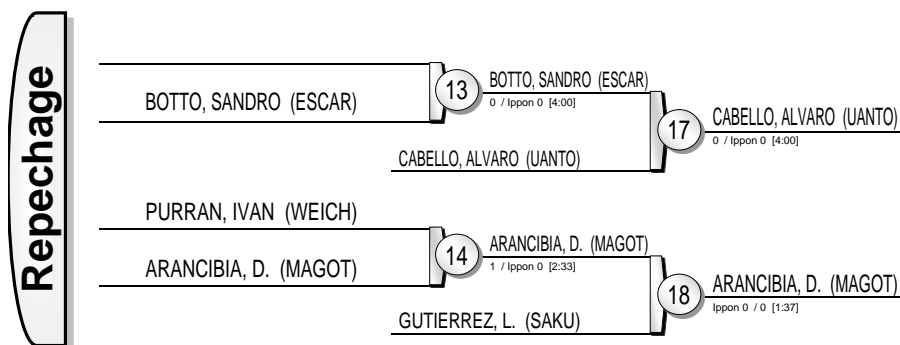 Repechage
BOTTO, SANDRO (ESCAR)
13
BOTTO, SANDRO (ESCAR)
0 / Ippon 0 [4:00]
CABELLO, ALVARO (UANTO)
17
CABELLO, ALVARO (UANTO)
0 / Ippon 0 [4:00]
PURRAN, IVAN (WEICH)
ARANCIBIA, D. (MAGOT)
14
ARANCIBIA, D. (MAGOT)
1 / Ippon 0 [2:33]
GUTIERREZ, L. (SAKU)
18
ARANCIBIA, D. (MAGOT)
Ippon 0 / 0 [1:37]